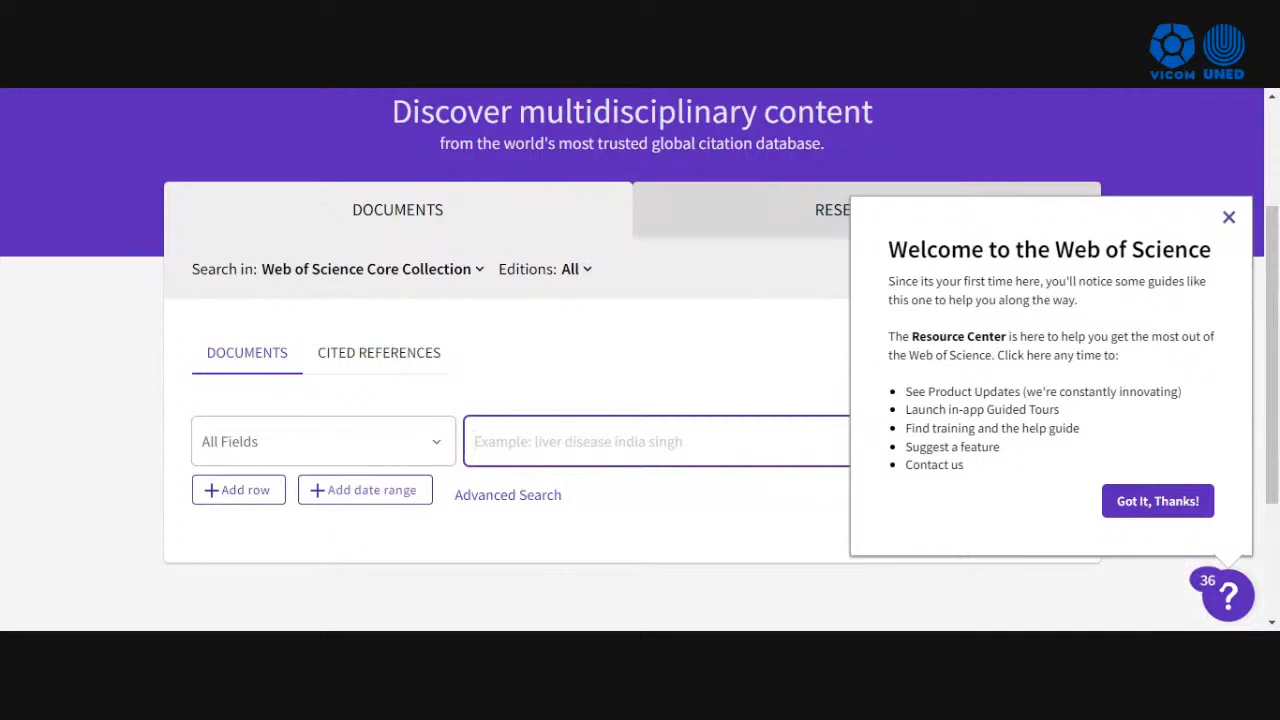 VICOM UNED
Discover multidisciplinary content
from the world's most trusted global citation database.
DOCUMENTS
RESE
Search in: Web of Science Core Collection Editions: All
DOCUMENTS CITED REFERENCES
All Fields
Example: liver disease india singh
+ Add row + Add date range Advanced Search
Welcome to the Web of Science
Since its your first time here, you'll notice some guides like
this one to help you along the way.
The Resource Center is here to help you get the most out of
the Web of Science. Click here any time to:
• See Product Updates (we're constantly innovating)
• Launch in-app Guided Tours
• Find training and the help guide
• Suggest a feature
• Contact us
Got It, Thanks!
36
?